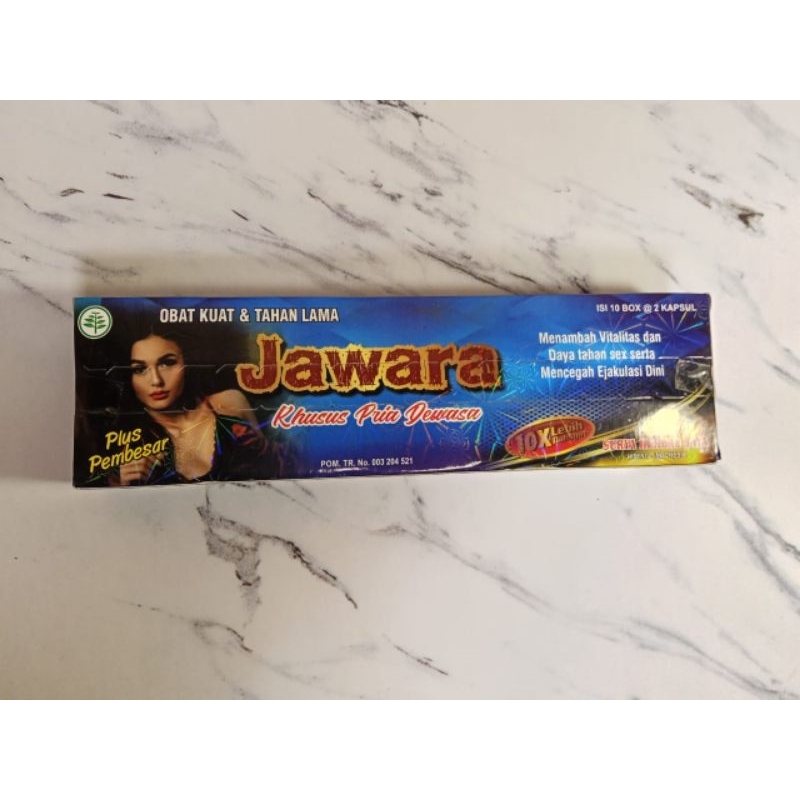 OBAT KUAT & TAHAN LAMA
ISI 10 BOX @ 2 KAPSUL
Jawara
Khusus Pria Dewasa
Menambah Vitalitas dan
Daya tahan sex serta
Mencegah Ejakulasi Dini
Plus
Pembesar
10X Lebih
POM. TR. No. 003 204 521